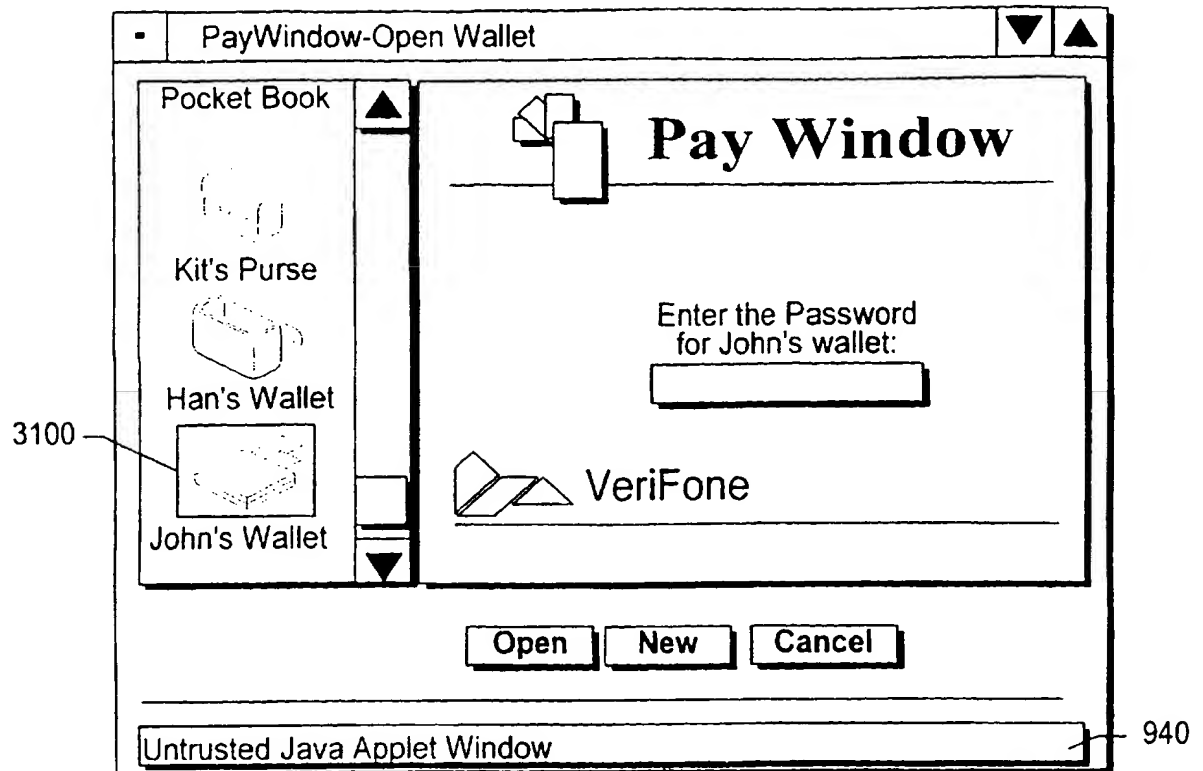 PayWindow-Open Wallet
Pocket Book
Kit's Purse
Han's Wallet
John's Wallet
Pay Window
Enter the Password
for John's wallet:
VeriFone
Open
New
Cancel
Untrusted Java Applet Window
3100
940